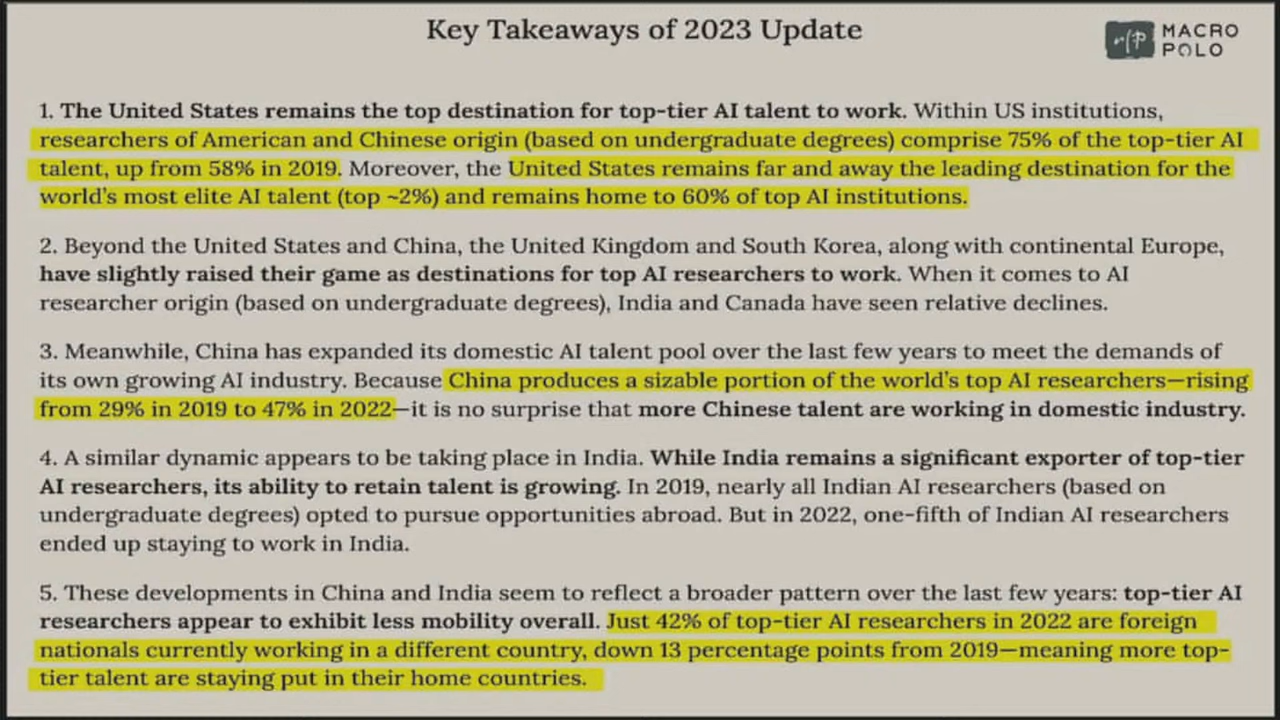 Key Takeaways of 2023 Update
MACRO
POLO
1. The United States remains the top destination for top-tier AI talent to work. Within US institutions,
researchers of American and Chinese origin (based on undergraduate degrees) comprise 75% of the top-tier AI
talent, up from 58% in 2019. Moreover, the United States remains far and away the leading destination for the
world's most elite AI talent (top ~2%) and remains home to 60% of top AI institutions.
2. Beyond the United States and China, the United Kingdom and South Korea, along with continental Europe,
have slightly raised their game as destinations for top AI researchers to work. When it comes to AI
researcher origin (based on undergraduate degrees), India and Canada have seen relative declines.
3. Meanwhile, China has expanded its domestic AI talent pool over the last few years to meet the demands of
its own growing AI industry. Because China produces a sizable portion of the world's top AI researchers—rising
from 29% in 2019 to 47% in 2022—it is no surprise that more Chinese talent are working in domestic industry.
4. A similar dynamic appears to be taking place in India. While India remains a significant exporter of top-tier
AI researchers, its ability to retain talent is growing. In 2019, nearly all Indian AI researchers (based on
undergraduate degrees) opted to pursue opportunities abroad. But in 2022, one-fifth of Indian AI researchers
ended up staying to work in India.
5. These developments in China and India seem to reflect a broader pattern over the last few years: top-tier AI
researchers appear to exhibit less mobility overall. Just 42% of top-tier AI researchers in 2022 are foreign
nationals currently working in a different country, down 13 percentage points from 2019—meaning more top-
tier talent are staying put in their home countries.